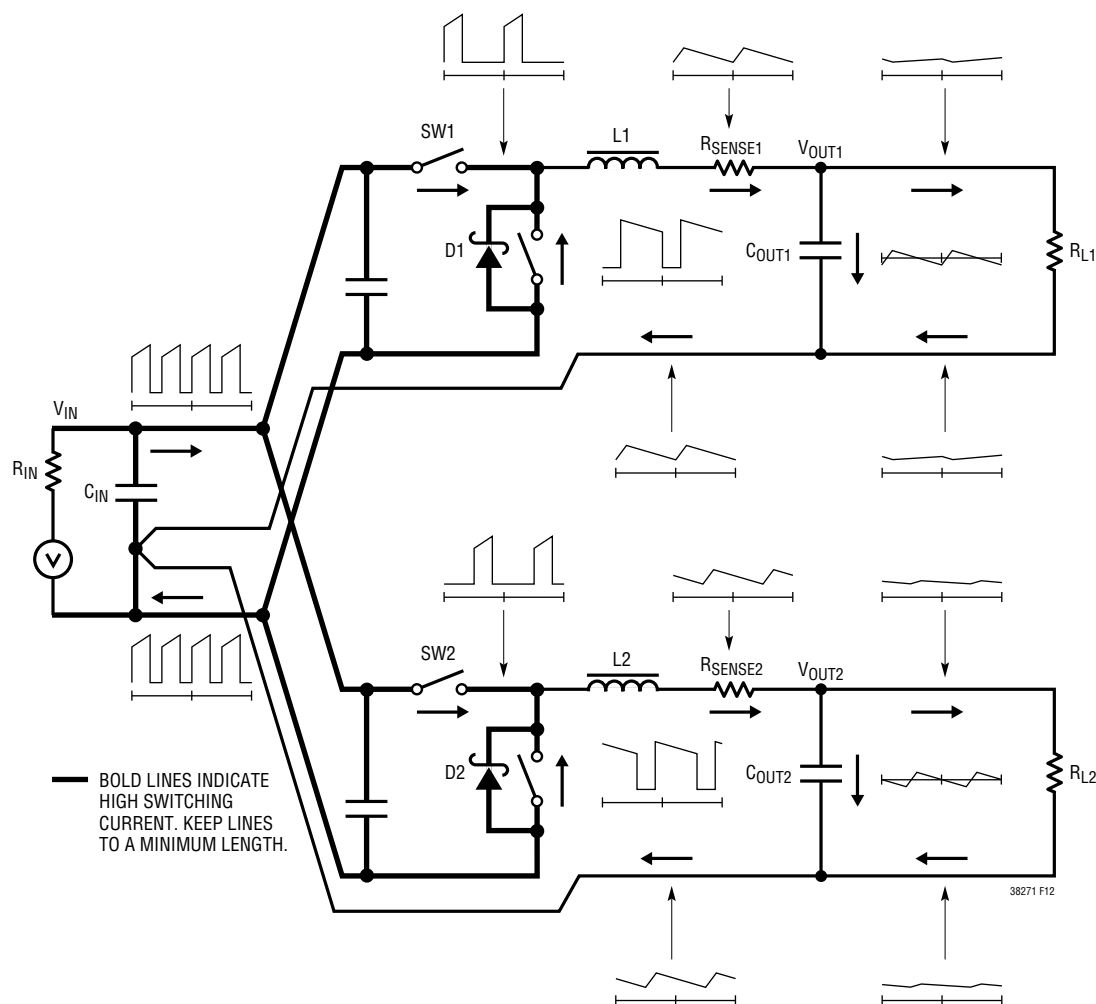 SW1
L1
RSENSE1
VOUT1
D1
COUT1
RL1
VIN
RIN
CIN
V
SW2
L2
RSENSE2
VOUT2
D2
COUT2
RL2
BOLD LINES INDICATE
HIGH SWITCHING
CURRENT. KEEP LINES
TO A MINIMUM LENGTH.
38271 F12